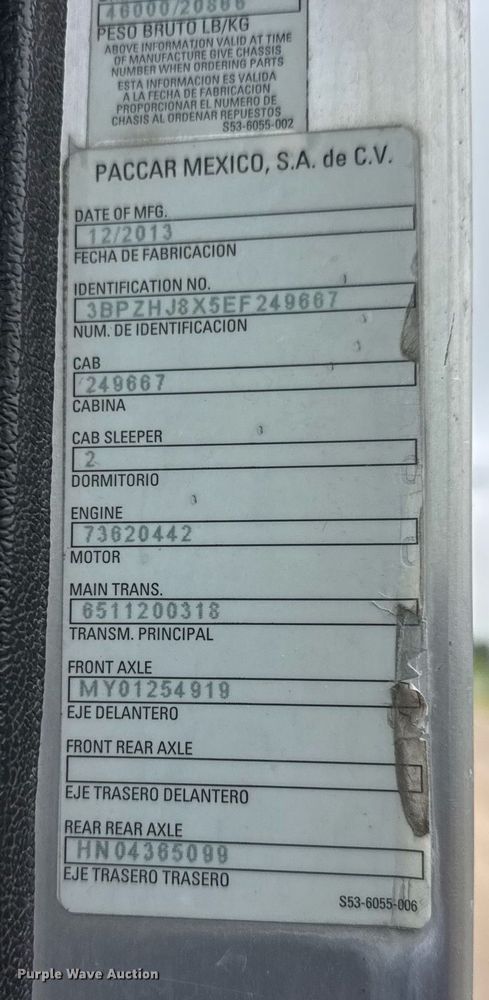 46000/20866
PESO BRUTO LB/KG
ABOVE INFORMATION VALID AT TIME
OF MANUFACTURE GIVE CHASSIS
NUMBER WHEN ORDERING PARTS
ESTA INFORMACION ES VALIDA
A LA FECHA DE FABRICACION
PROPORCIONAR EL NUMERO DE
CHASIS AL ORDENAR REPUESTOS
S53-6055-002
PACCAR MEXICO, S.A. de C.V.
DATE OF MFG.
12/2013
FECHA DE FABRICACION
IDENTIFICATION NO.
3BPZHJ8X5EF249667
NUM. DE IDENTIFICACION
CAB
249667
CABINA
CAB SLEEPER
2
DORMITORIO
ENGINE
73620442
MOTOR
MAIN TRANS.
6511200318
TRANSM. PRINCIPAL
FRONT AXLE
MY01254919
EJE DELANTERO
FRONT REAR AXLE
EJE TRASERO DELANTERO
REAR REAR AXLE
HN04365099
EJE TRASERO TRASERO
S53-6055-006
Purple Wave Auction